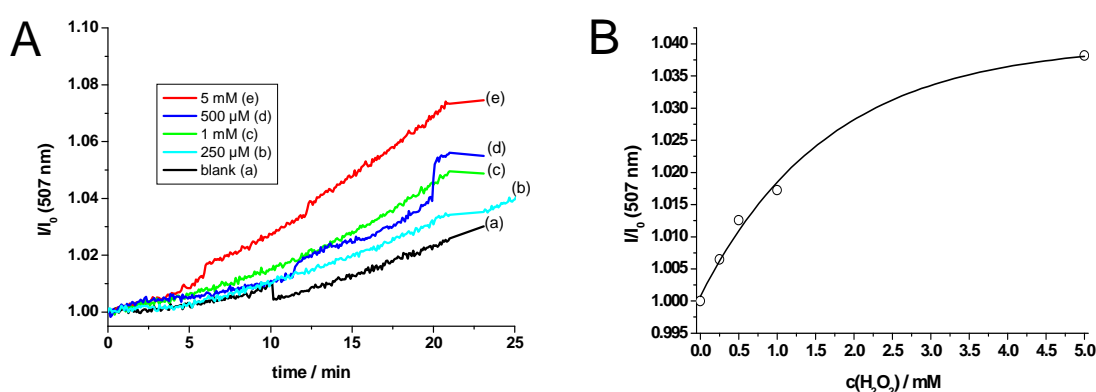 A
I/I₀ (507 nm)
1.10
1.08
1.06
1.04
1.02
1.00
5 mM (e)
500 µM (d)
1 mM (c)
250 µM (b)
blank (a)
(e)
(d)
(c)
(b)
(a)
0 5 10 15 20 25
time / min
B
I/I₀ (507 nm)
1.040
1.035
1.030
1.025
1.020
1.015
1.010
1.005
1.000
0.995
0.0 0.5 1.0 1.5 2.0 2.5 3.0 3.5 4.0 4.5 5.0
c(H₂O₂) / mM